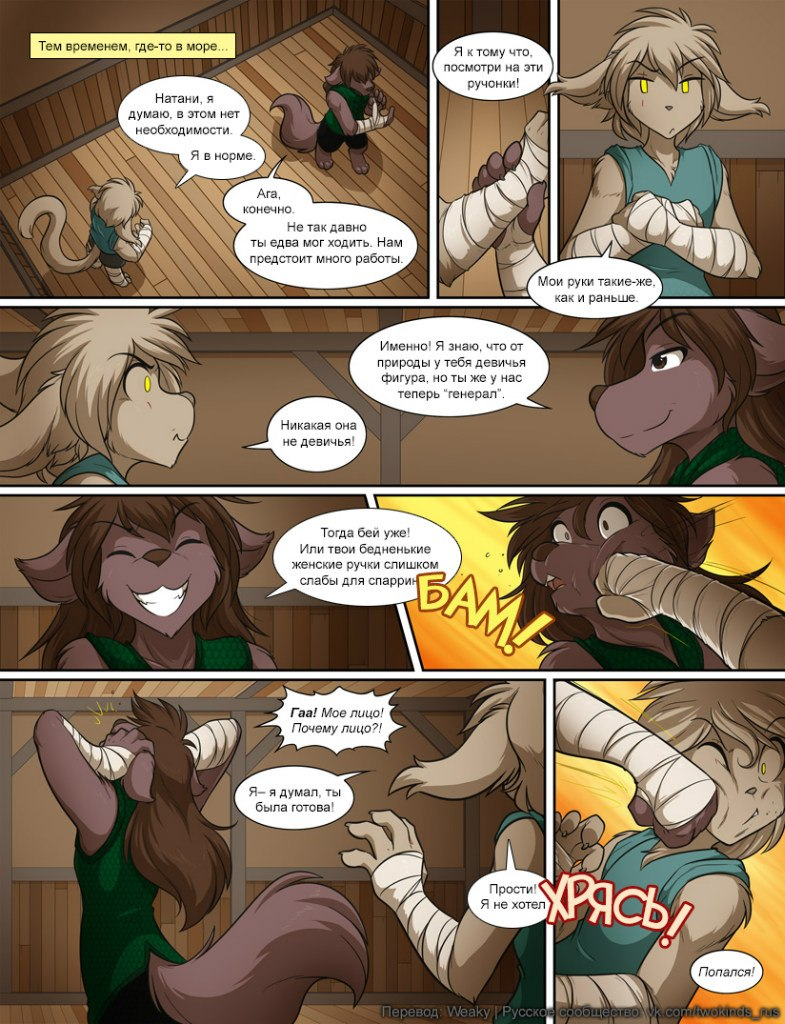 Тем временем, где-то в море...
Натани, я
думаю, в этом нет
необходимости.
Я в норме.
Ага,
конечно.
Не так давно
ты едва мог ходить. Нам
предстоит много работы.
Я к тому что,
посмотри на эти
ручонки!
Мои руки такие-же,
как и раньше.
Именно! Я знаю, что от
природы у тебя девичья
фигура, но ты же у нас
теперь “генерал”.
Никакая она
не девичья!
Тогда бей уже!
Или твои бедненькие
женские ручки слишком
слабы для спаррин
БАМ!
Гаа! Мое лицо!
Почему лицо?!
Я– я думал, ты
была готова!
Прости!
Я не хотел
ХРЯСЬ!
Попался!
Перевод: Weaky | Русское сообщество vk.com/twokinds_rus